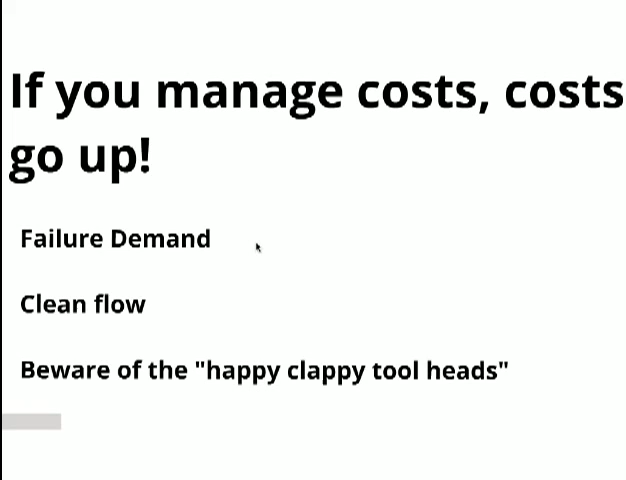 If you manage costs, costs
go up!
Failure Demand
Clean flow
Beware of the "happy clappy tool heads"